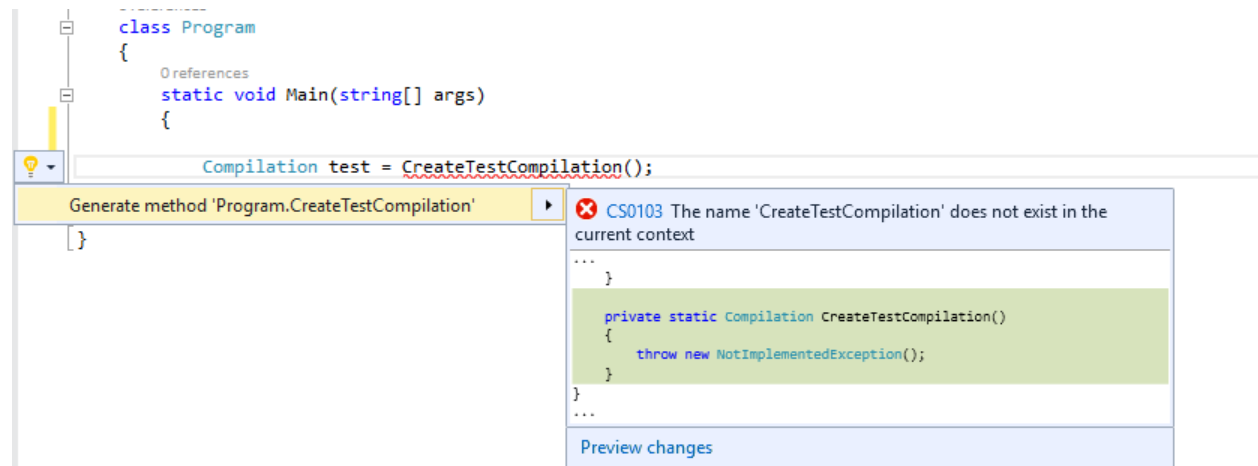 class Program
{
0 references
static void Main(string[] args)
{
Compilation test = CreateTestCompilation();
Generate method 'Program.CreateTestCompilation'
}
CS0103 The name 'CreateTestCompilation' does not exist in the
current context
...
}
private static Compilation CreateTestCompilation()
{
throw new NotImplementedException();
}
}
...
Preview changes